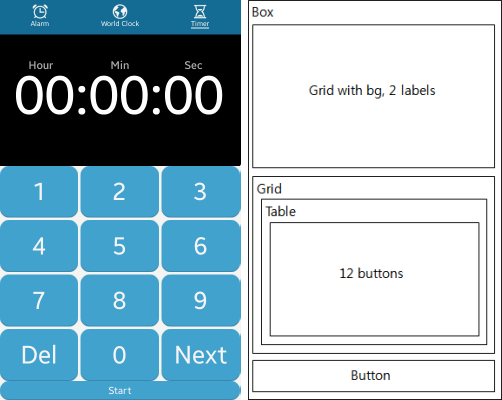 Alarm World Clock Timer
Hour Min Sec
00:00:00
1 2 3
4 5 6
7 8 9
Del 0 Next
Start
Box
Grid with bg, 2 labels
Grid
Table
12 buttons
Button